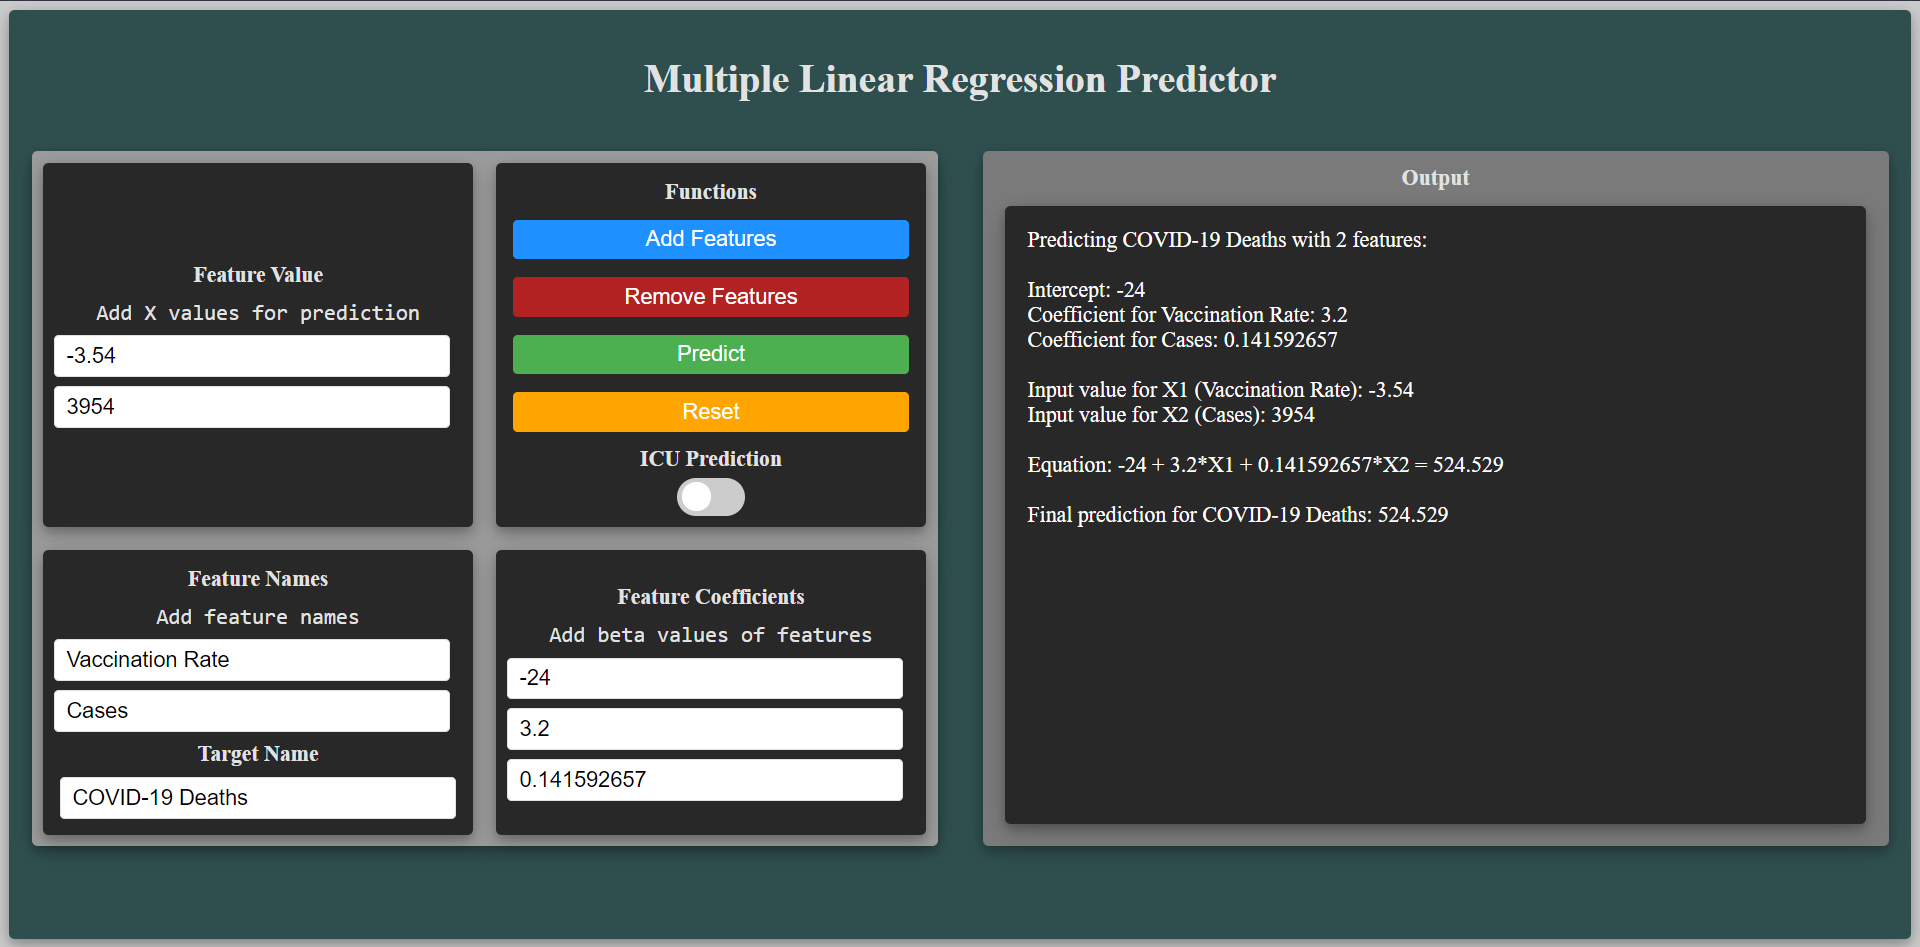 Multiple Linear Regression Predictor
Feature Value
Add X values for prediction
-3.54
3954
Functions
Add Features
Remove Features
Predict
Reset
ICU Prediction
Feature Names
Add feature names
Vaccination Rate
Cases
Target Name
COVID-19 Deaths
Feature Coefficients
Add beta values of features
-24
3.2
0.141592657
Output
Predicting COVID-19 Deaths with 2 features:
Intercept: -24
Coefficient for Vaccination Rate: 3.2
Coefficient for Cases: 0.141592657
Input value for X1 (Vaccination Rate): -3.54
Input value for X2 (Cases): 3954
Equation: -24 + 3.2*X1 + 0.141592657*X2 = 524.529
Final prediction for COVID-19 Deaths: 524.529